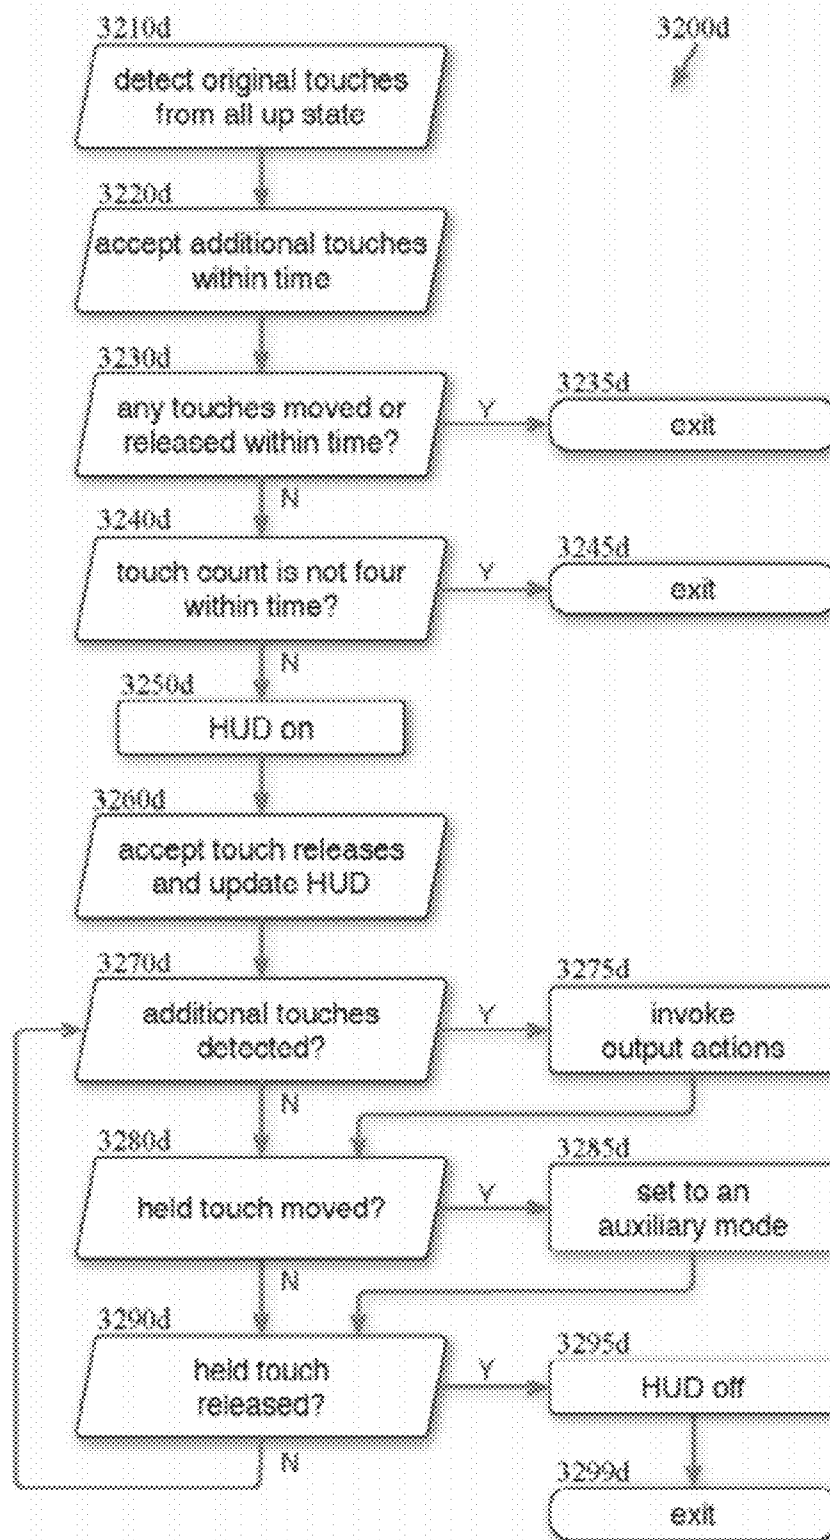 3210d
3200d
detect original touches
from all up state
3220d
accept additional touches
within time
3230d
any touches moved or
released within time?
Y
3235d
exit
N
3240d
touch count is not four
within time?
Y
3245d
exit
N
3250d
HUD on
3260d
accept touch releases
and update HUD
3270d
additional touches
detected?
Y
3275d
invoke
output actions
N
3280d
held touch moved?
Y
3285d
set to an
auxiliary mode
N
3290d
held touch
released?
Y
3295d
HUD off
N
3299d
exit